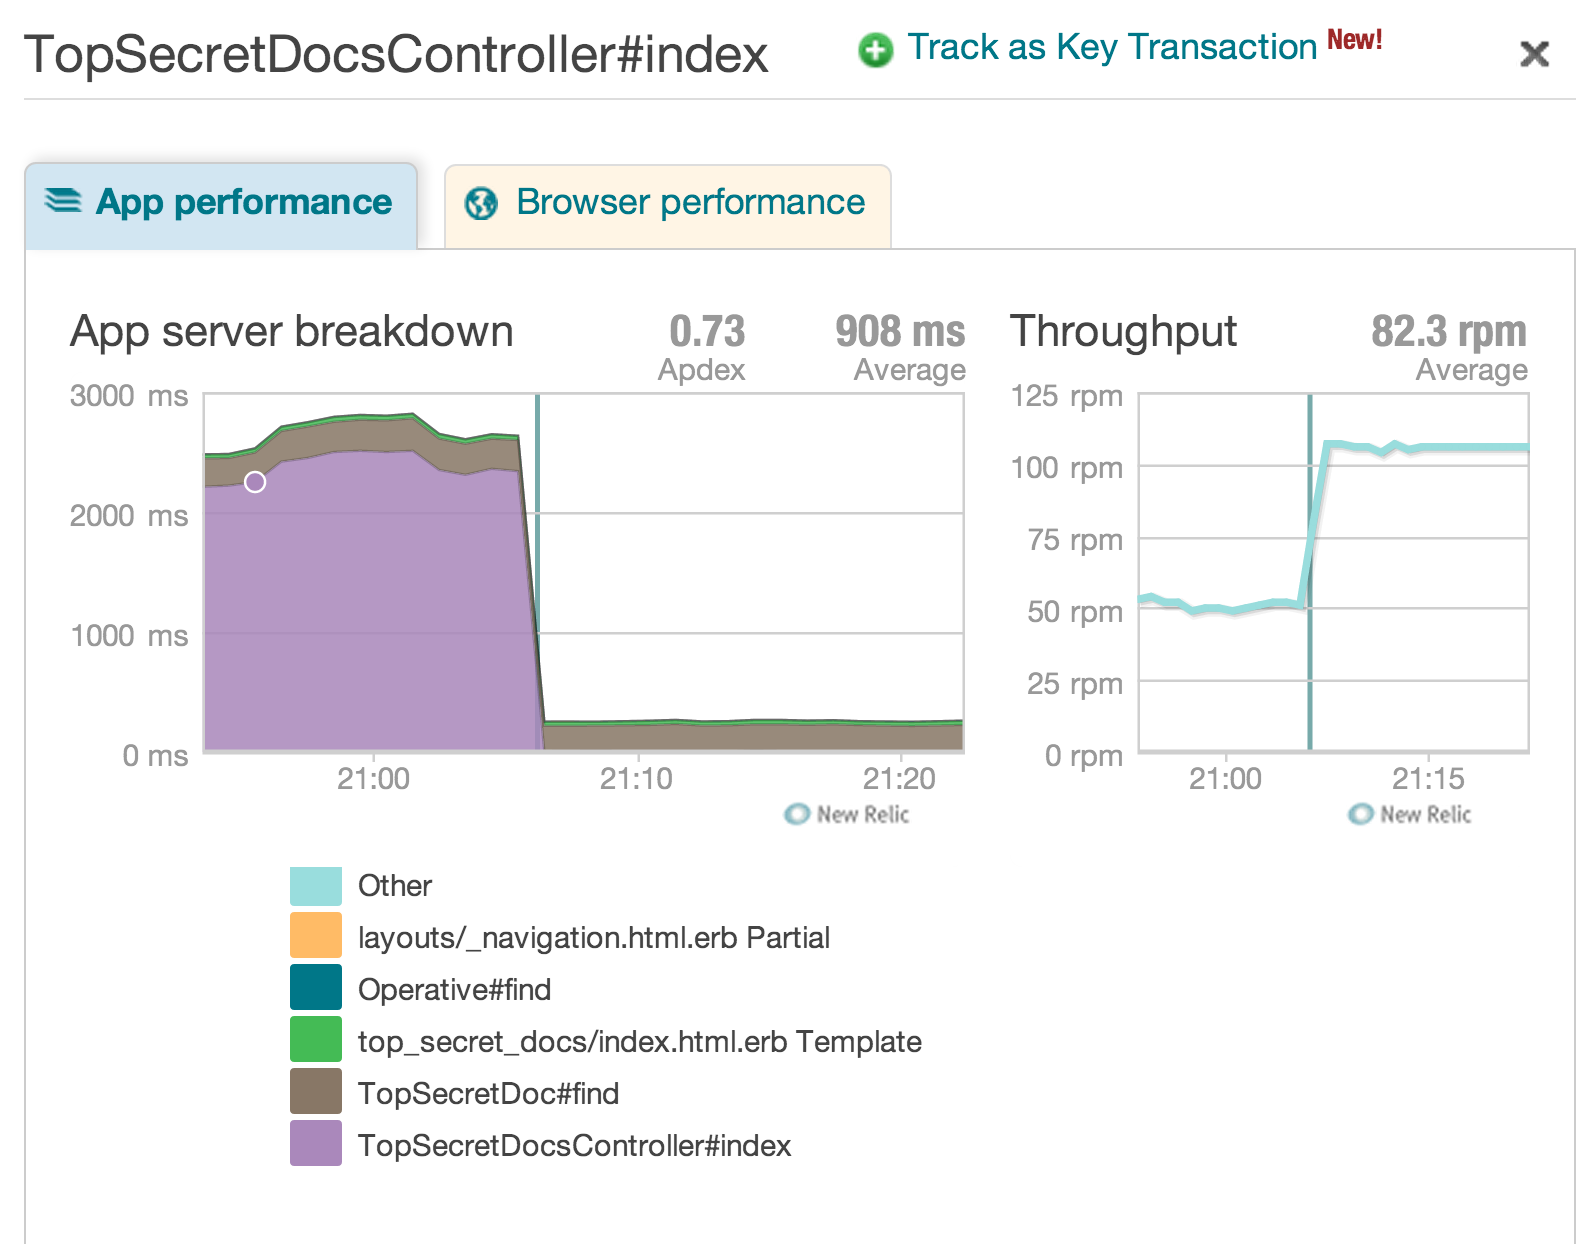 TopSecretDocsController#index
Track as Key Transaction New!
App performance
Browser performance
App server breakdown
0.73
Apdex
908 ms
Average
3000 ms
2000 ms
1000 ms
0 ms
21:00
21:10
21:20
New Relic
Throughput
82.3 rpm
Average
125 rpm
100 rpm
75 rpm
50 rpm
25 rpm
0 rpm
21:00
21:15
New Relic
Other
layouts/_navigation.html.erb Partial
Operative#find
top_secret_docs/index.html.erb Template
TopSecretDoc#find
TopSecretDocsController#index